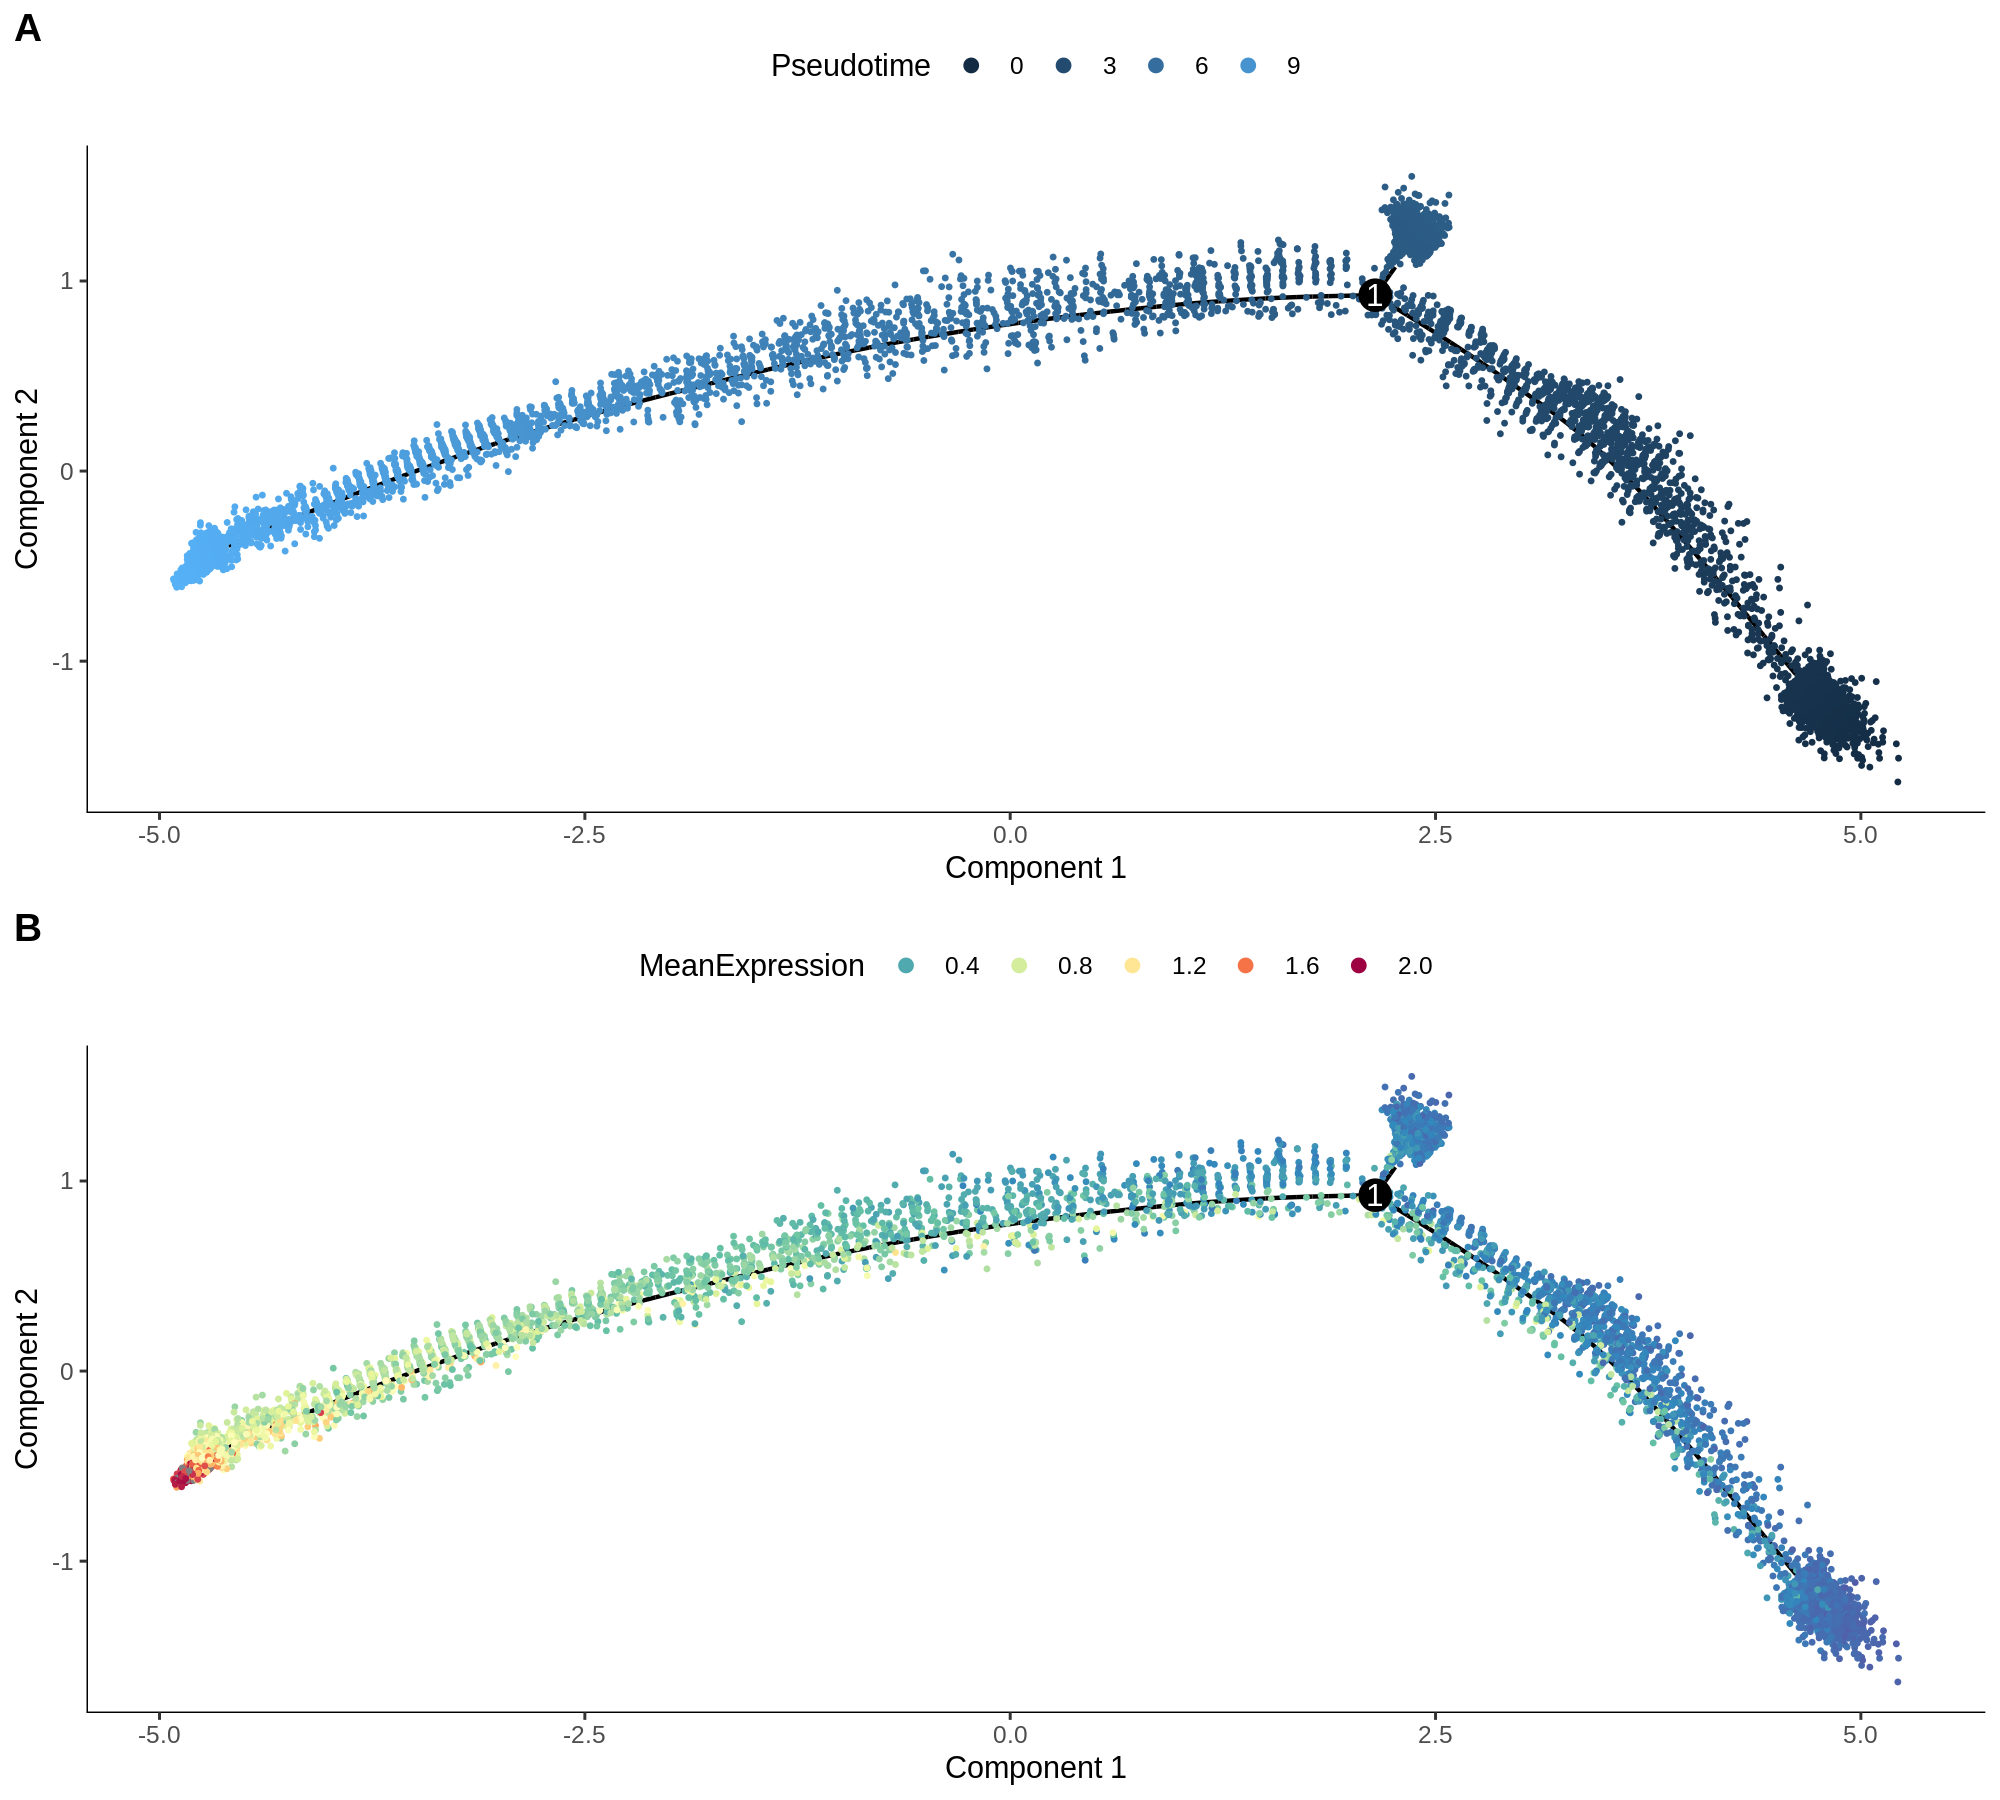 A
Pseudotime 0 3 6 9
1
0
-1
Component 2
1
-5.0 -2.5 0.0 2.5 5.0
Component 1
B
MeanExpression 0.4 0.8 1.2 1.6 2.0
1
0
-1
Component 2
1
-5.0 -2.5 0.0 2.5 5.0
Component 1